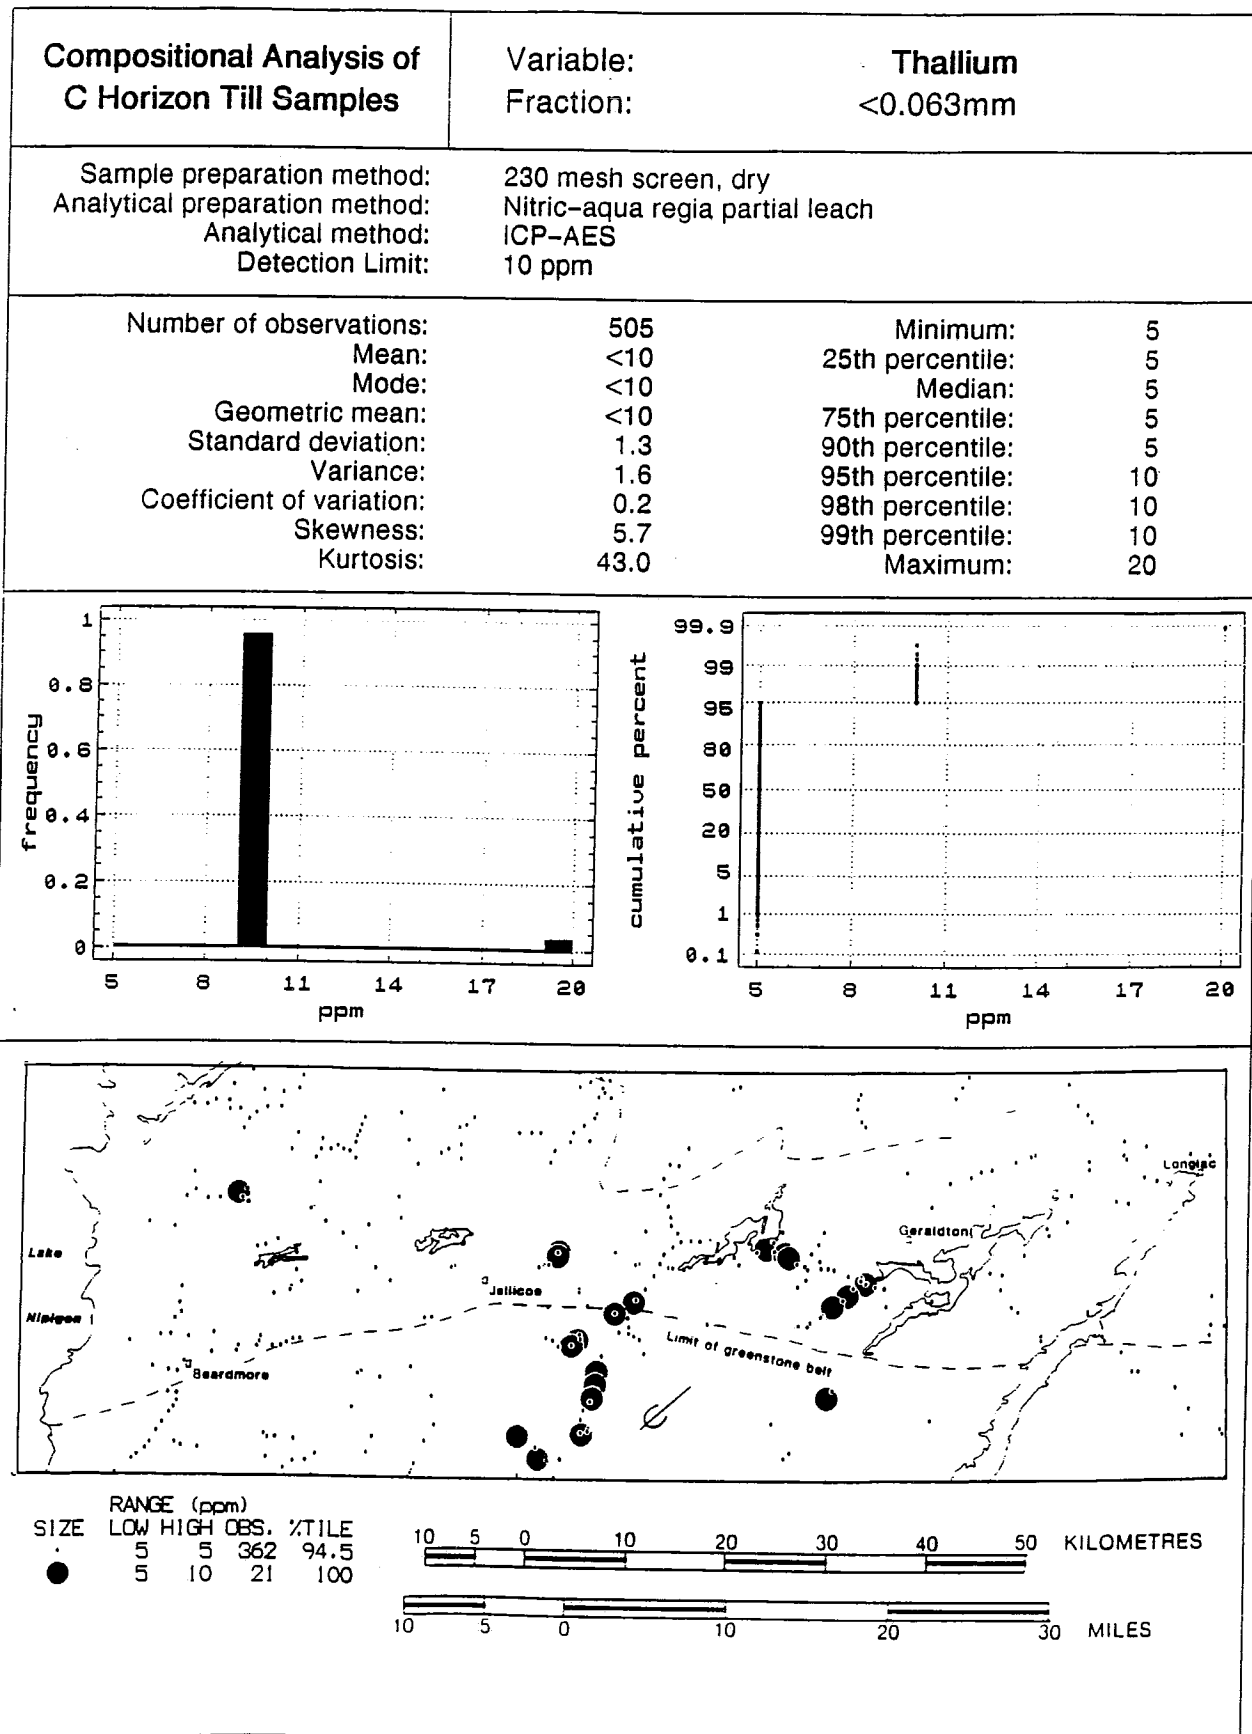 Compositional Analysis of
C Horizon Till Samples
Variable: Thallium
Fraction: <0.063mm
Sample preparation method: 230 mesh screen, dry
Analytical preparation method: Nitric-aqua regia partial leach
Analytical method: ICP-AES
Detection Limit: 10 ppm
Number of observations: 505 Minimum: 5
Mean: <10 25th percentile: 5
Mode: <10 Median: 5
Geometric mean: <10 75th percentile: 5
Standard deviation: 1.3 90th percentile: 5
Variance: 1.6 95th percentile: 10
Coefficient of variation: 0.2 98th percentile: 10
Skewness: 5.7 99th percentile: 10
Kurtosis: 43.0 Maximum: 20
frequency
1
0.8
0.6
0.4
0.2
0
5 8 11 14 17 20
ppm
cumulative percent
99.9
99
95
80
50
20
5
1
0.1
5 8 11 14 17 20
ppm
Longlac
Geraldton
Lake
Jellicoe
Nipigon
Limit of greenstone belt
Beardmore
RANGE (ppm)
SIZE LOW HIGH OBS. %TILE
5 5 362 94.5
5 10 21 100
10 5 0 10 20 30 40 50 KILOMETRES
10 5 0 10 20 30 MILES